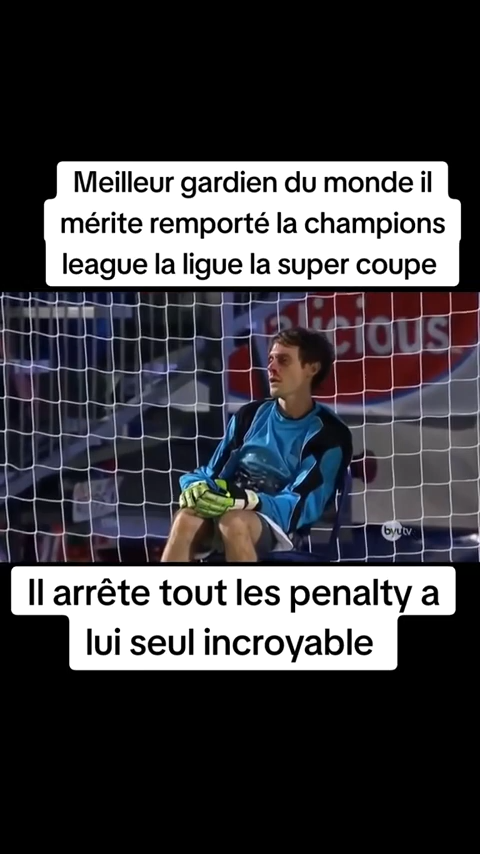 Meilleur gardien du monde il
mérite remporté la champions
league la ligue la super coupe
licious
byutv
Il arrête tout les penalty a
lui seul incroyable